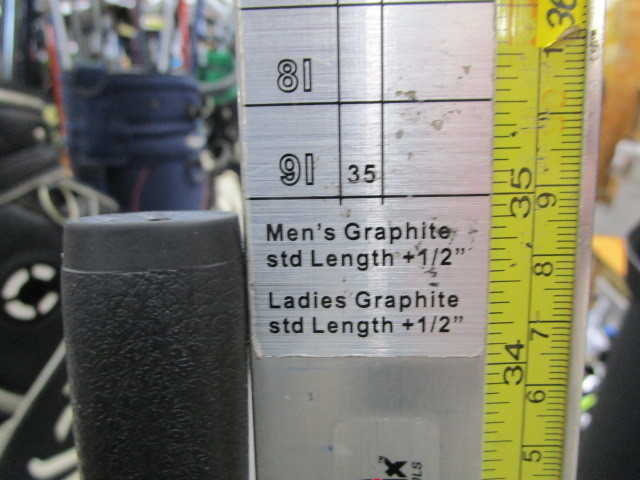 36
1
8I
9I 35
35
9
Men's Graphite
std Length +1/2"
8
Ladies Graphite
std Length +1/2"
7
34
6
5